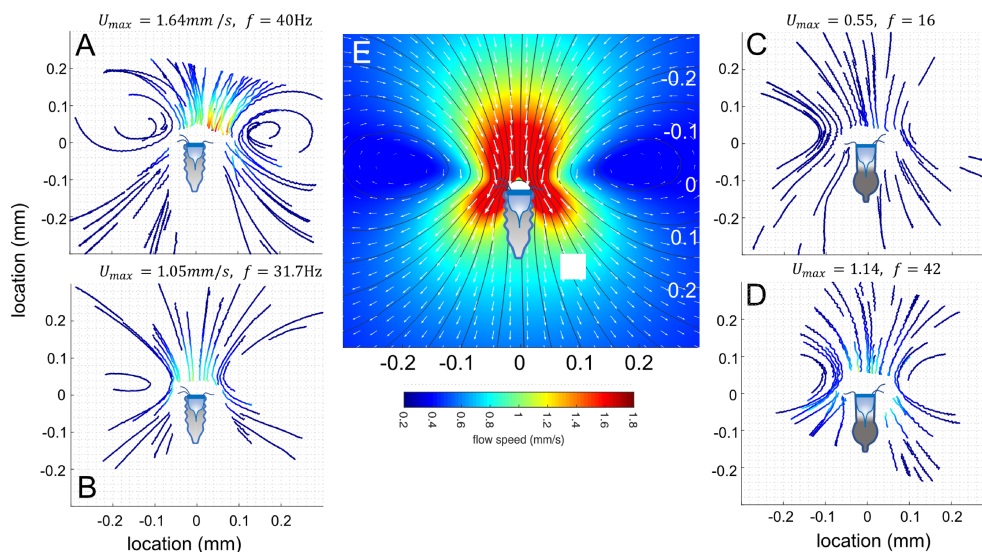 U_max = 1.64mm /s, f = 40Hz
A
0.2
0.1
0
-0.1
-0.2
location (mm)
U_max = 1.05mm/s, f = 31.7Hz
B
0.2
0.1
0
-0.1
-0.2
-0.2 -0.1 0 0.1 0.2
location (mm)
E
-0.2
-0.1
0
0.1
0.2
-0.2 -0.1 0 0.1 0.2
0.2 0.4 0.6 0.8 1 1.2 1.4 1.6 1.8
flow speed (mm/s)
U_max = 0.55, f = 16
C
0.2
0.1
0
-0.1
-0.2
U_max = 1.14, f = 42
D
0.2
0.1
0
-0.1
-0.2
-0.2 -0.1 0 0.1 0.2
location (mm)